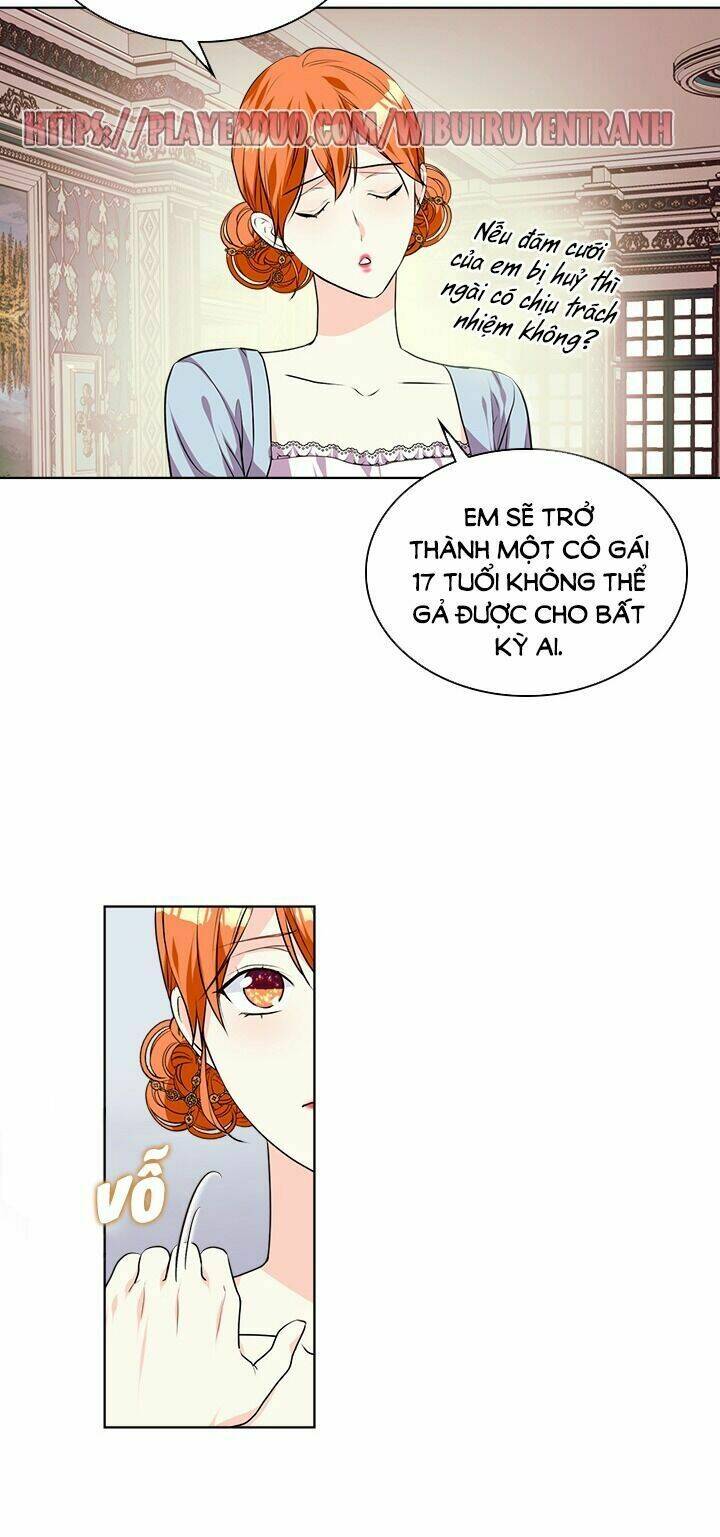 HTTPS://PLAYERDUO.COM/WIBUTRUYENTRANH
Nếu đám cưới
của em bị huỷ thì
ngài có chịu trách
nhiệm không?
EM SẼ TRỞ
THÀNH MỘT CÔ GÁI
17 TUỔI KHÔNG THỂ
GẢ ĐƯỢC CHO BẤT
KỲ AI.
VỖ